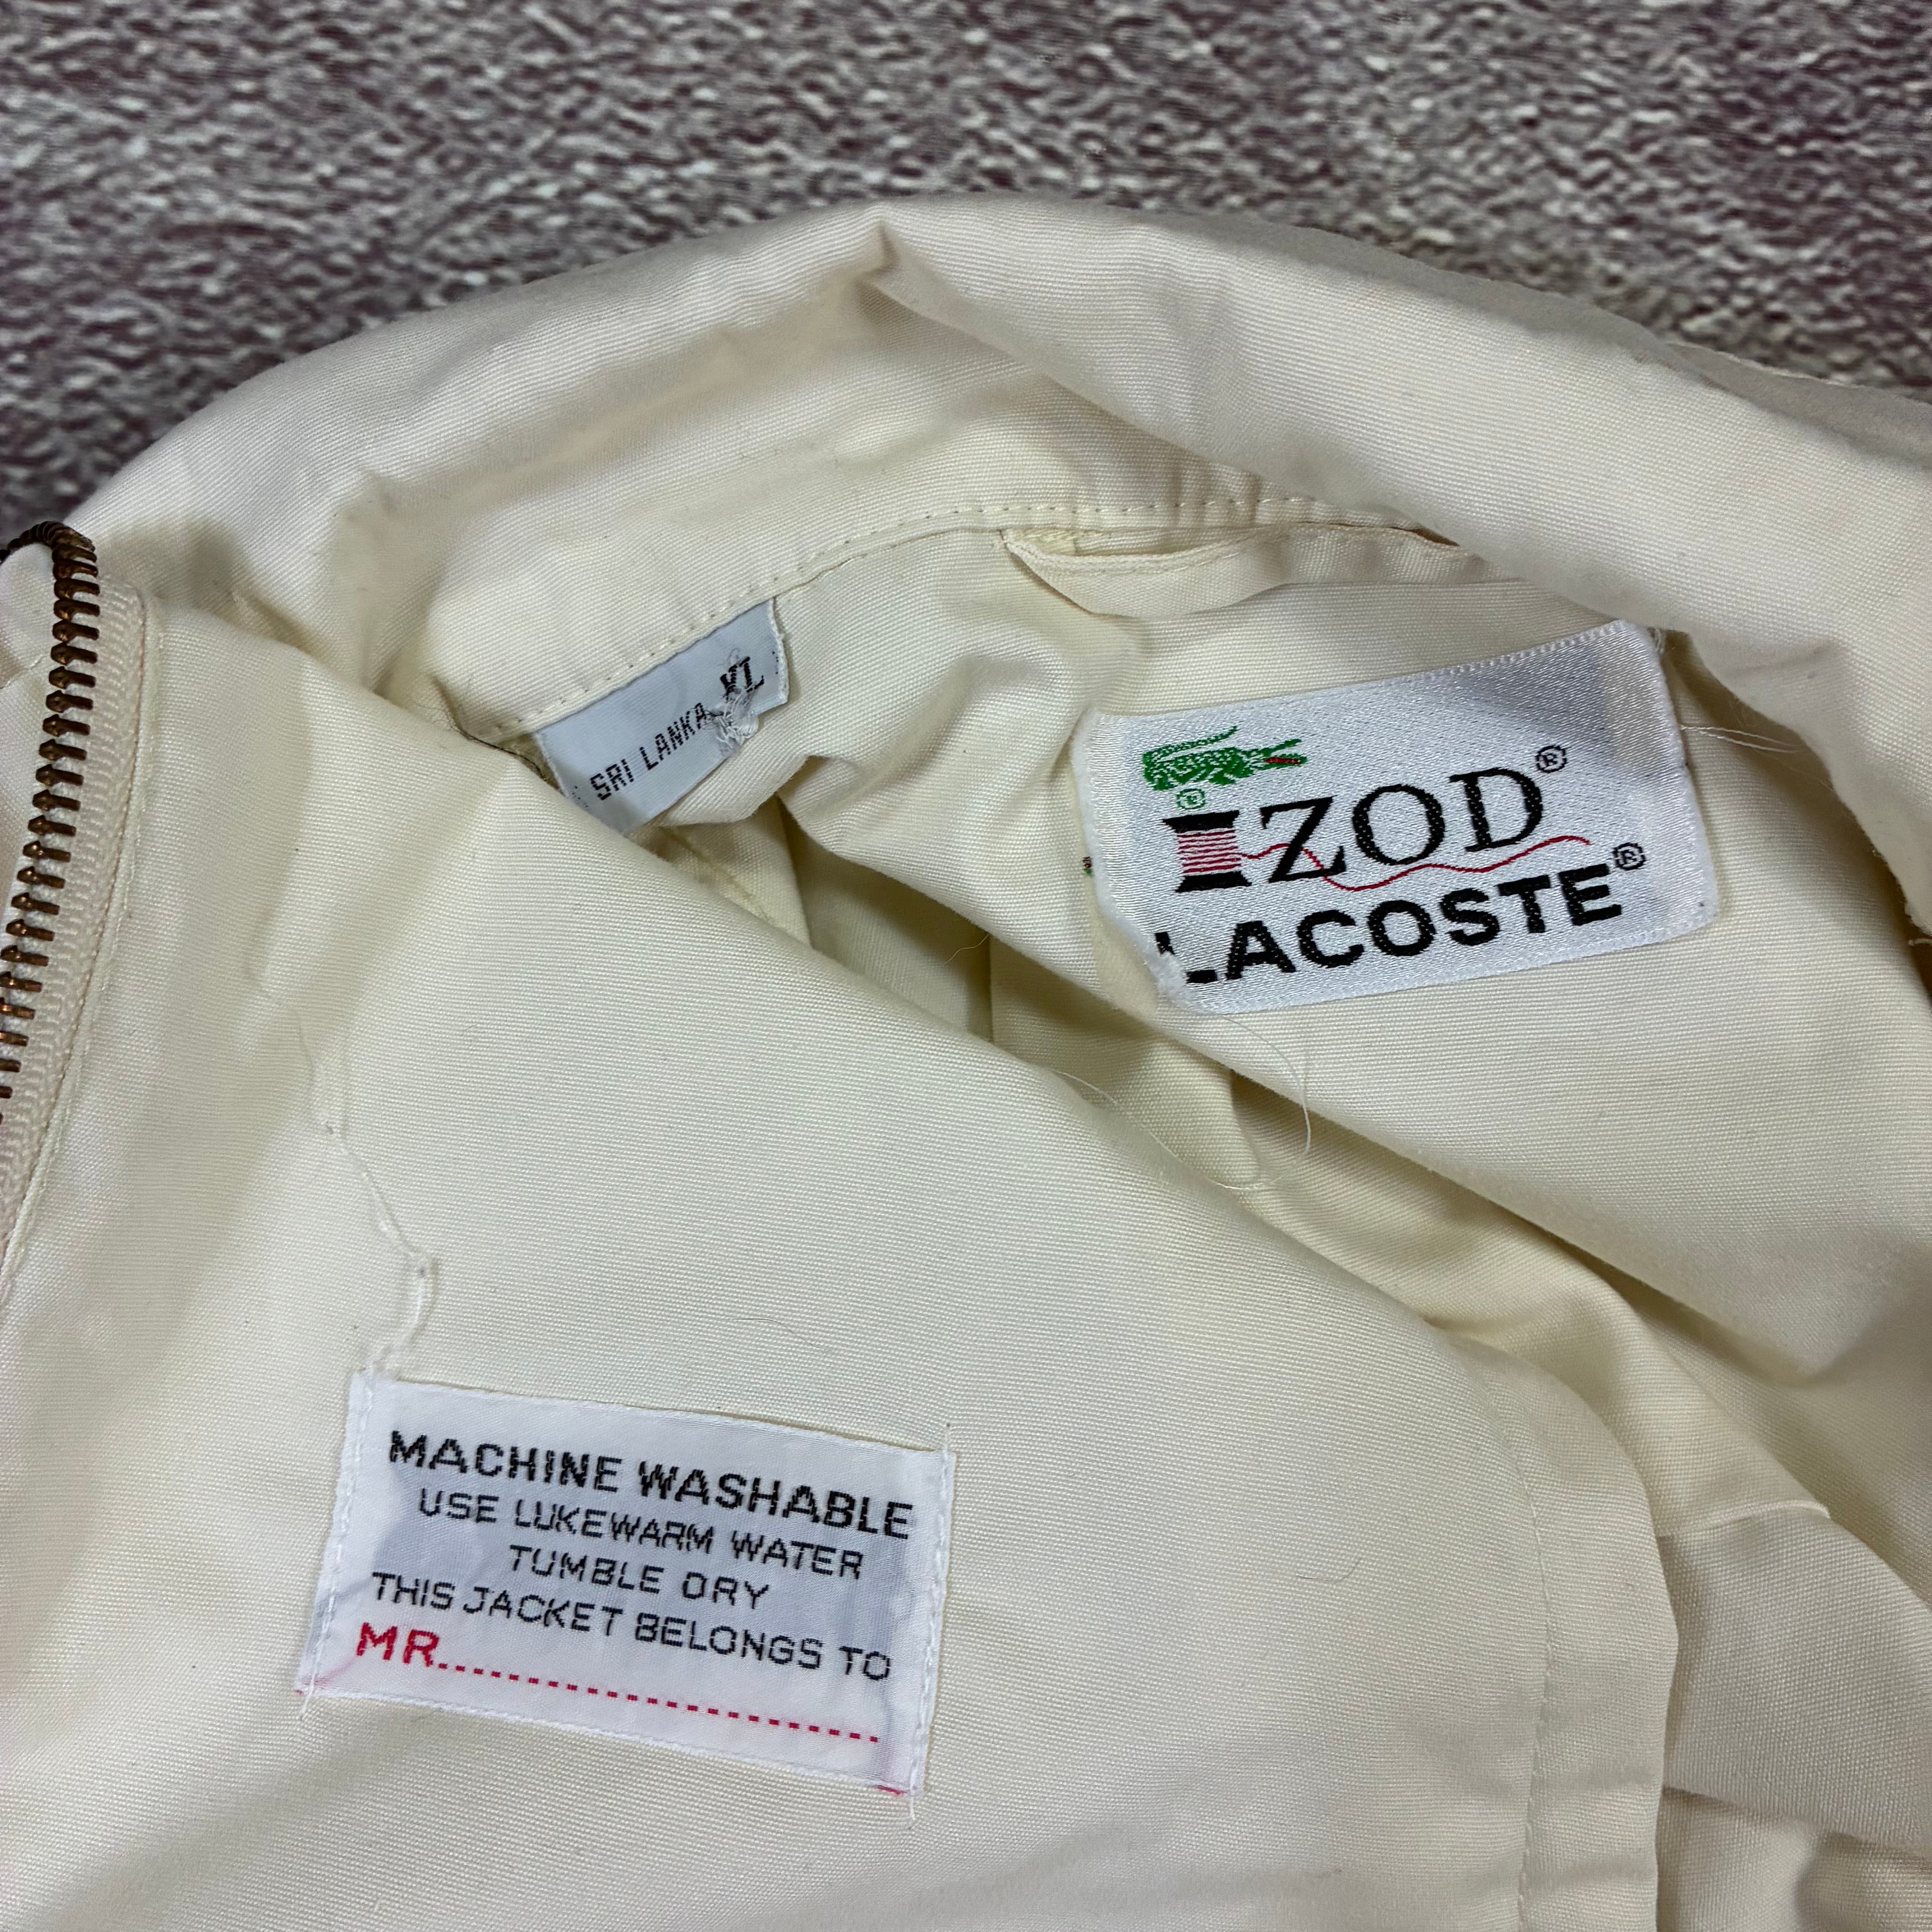 SRI LANKA XL
IZOD®
LACOSTE®
MACHINE WASHABLE
USE LUKEWARM WATER
TUMBLE DRY
THIS JACKET BELONGS TO
MR........................